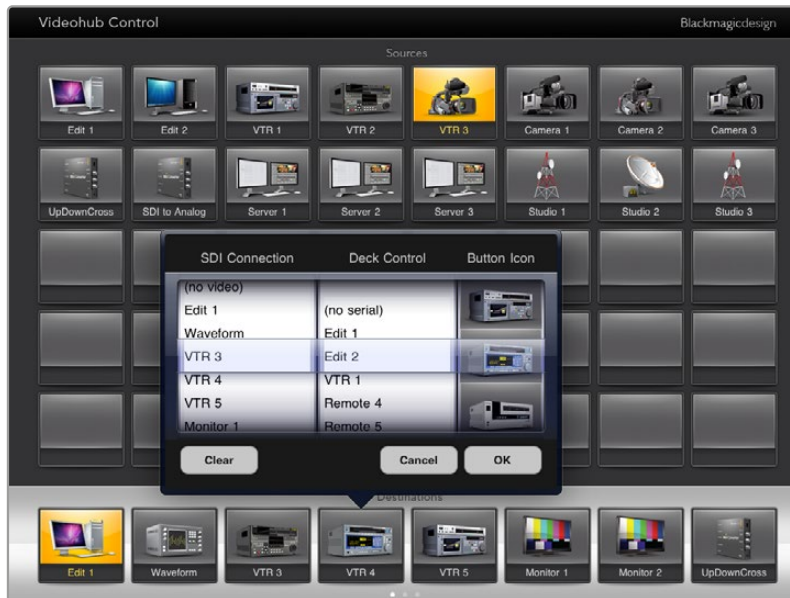 Videohub Control
Blackmagicdesign
Sources
Edit 1
Edit 2
VTR 1
VTR 2
VTR 3
Camera 1
Camera 2
Camera 3
UpDownCross
SDI to Analog
Server 1
Server 2
Server 3
Studio 1
Studio 2
Studio 3
SDI Connection
Deck Control
Button Icon
(no video)
Edit 1
Waveform
VTR 3
VTR 4
VTR 5
Monitor 1
(no serial)
Edit 1
Edit 2
VTR 1
Remote 4
Remote 5
Clear
Cancel
OK
Destinations
Edit 1
Waveform
VTR 3
VTR 4
VTR 5
Monitor 1
Monitor 2
UpDownCross